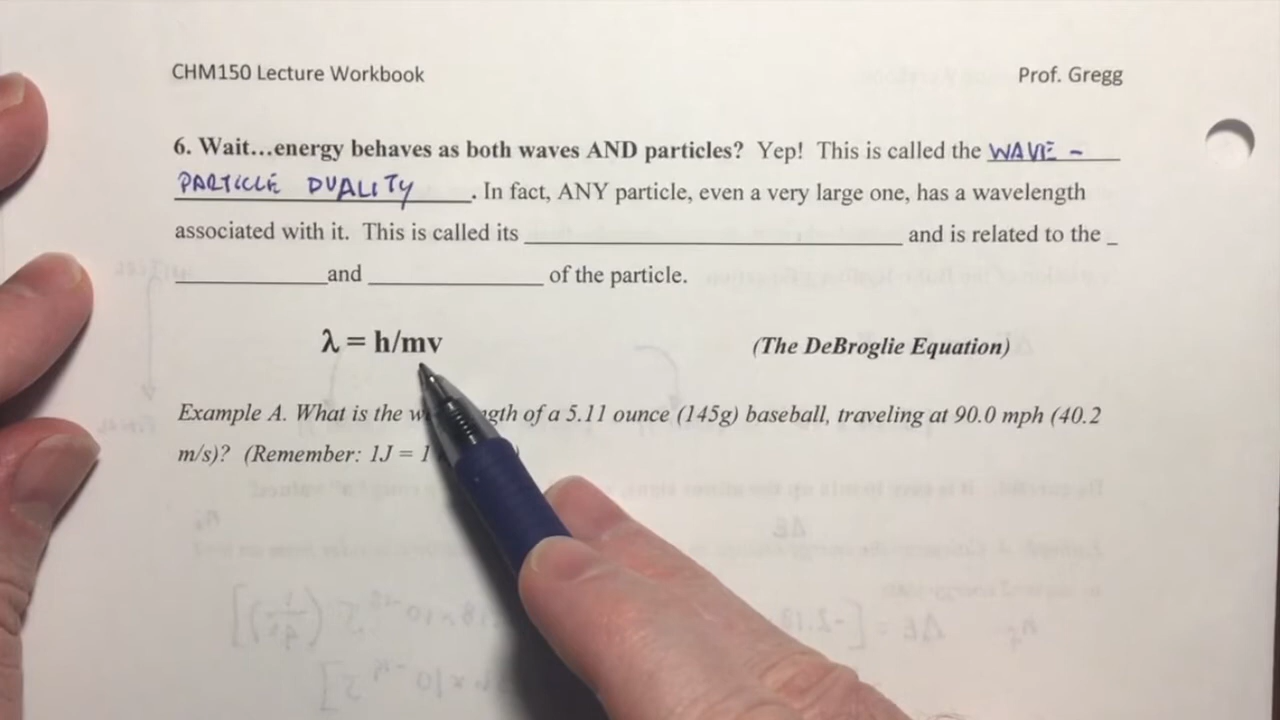 CHM150 Lecture Workbook Prof. Gregg
6. Wait...energy behaves as both waves AND particles? Yep! This is called the WAVE -
PARTICLE DUALITY. In fact, ANY particle, even a very large one, has a wavelength
associated with it. This is called its ____________ and is related to the _
____________and ____________ of the particle.
λ = h/mv (The DeBroglie Equation)
Example A. What is the of a 5.11 ounce (145g) baseball, traveling at 90.0 mph (40.2
m/s)? (Remember: 1J = 1